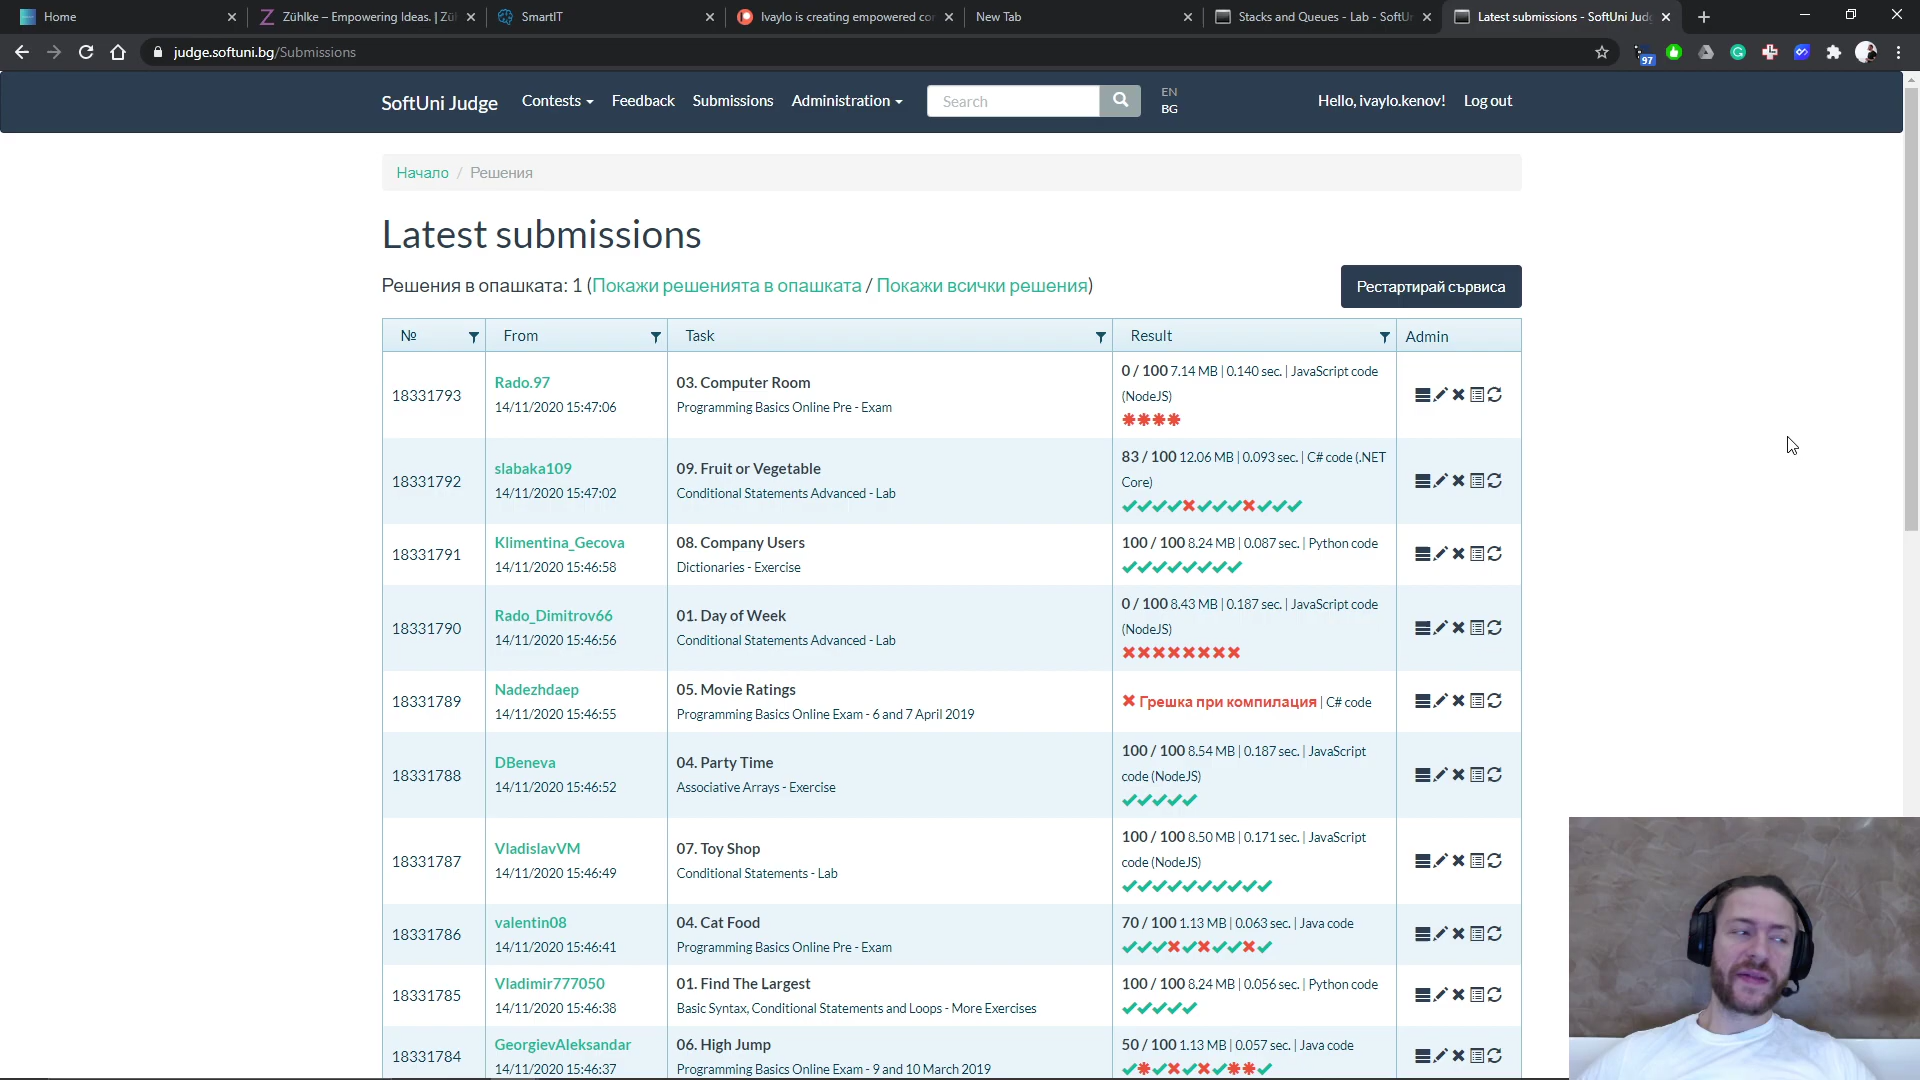 Home
Zühlke – Empowering Ideas. | Zü
SmartIT
Ivaylo is creating empowered co
New Tab
Stacks and Queues - Lab - SoftU
Latest submissions - SoftUni Jud
judge.softuni.bg/Submissions
97
SoftUni Judge
Contests
Feedback
Submissions
Administration
Search
EN
BG
Hello, ivaylo.kenov!
Log out
Начало / Решения
Latest submissions
Решения в опашката: 1 (Покажи решенията в опашката / Покажи всички решения)
Рестартирай сървиса
№
From
Task
Result
Admin
18331793
Rado.97
14/11/2020 15:47:06
03. Computer Room
Programming Basics Online Pre - Exam
0 / 100 7.14 MB | 0.140 sec. | JavaScript code
(NodeJS)
18331792
slabaka109
14/11/2020 15:47:02
09. Fruit or Vegetable
Conditional Statements Advanced - Lab
83 / 100 12.06 MB | 0.093 sec. | C# code (.NET
Core)
18331791
Klimentina_Gecova
14/11/2020 15:46:58
08. Company Users
Dictionaries - Exercise
100 / 100 8.24 MB | 0.087 sec. | Python code
18331790
Rado_Dimitrov66
14/11/2020 15:46:56
01. Day of Week
Conditional Statements Advanced - Lab
0 / 100 8.43 MB | 0.187 sec. | JavaScript code
(NodeJS)
18331789
Nadezhdaep
14/11/2020 15:46:55
05. Movie Ratings
Programming Basics Online Exam - 6 and 7 April 2019
Грешка при компилация | C# code
18331788
DBeneva
14/11/2020 15:46:52
04. Party Time
Associative Arrays - Exercise
100 / 100 8.54 MB | 0.187 sec. | JavaScript
code (NodeJS)
18331787
VladislavVM
14/11/2020 15:46:49
07. Toy Shop
Conditional Statements - Lab
100 / 100 8.50 MB | 0.171 sec. | JavaScript
code (NodeJS)
18331786
valentin08
14/11/2020 15:46:41
04. Cat Food
Programming Basics Online Pre - Exam
70 / 100 1.13 MB | 0.063 sec. | Java code
18331785
Vladimir777050
14/11/2020 15:46:38
01. Find The Largest
Basic Syntax, Conditional Statements and Loops - More Exercises
100 / 100 8.24 MB | 0.056 sec. | Python code
18331784
GeorgievAleksandar
14/11/2020 15:46:37
06. High Jump
Programming Basics Online Exam - 9 and 10 March 2019
50 / 100 1.13 MB | 0.057 sec. | Java code